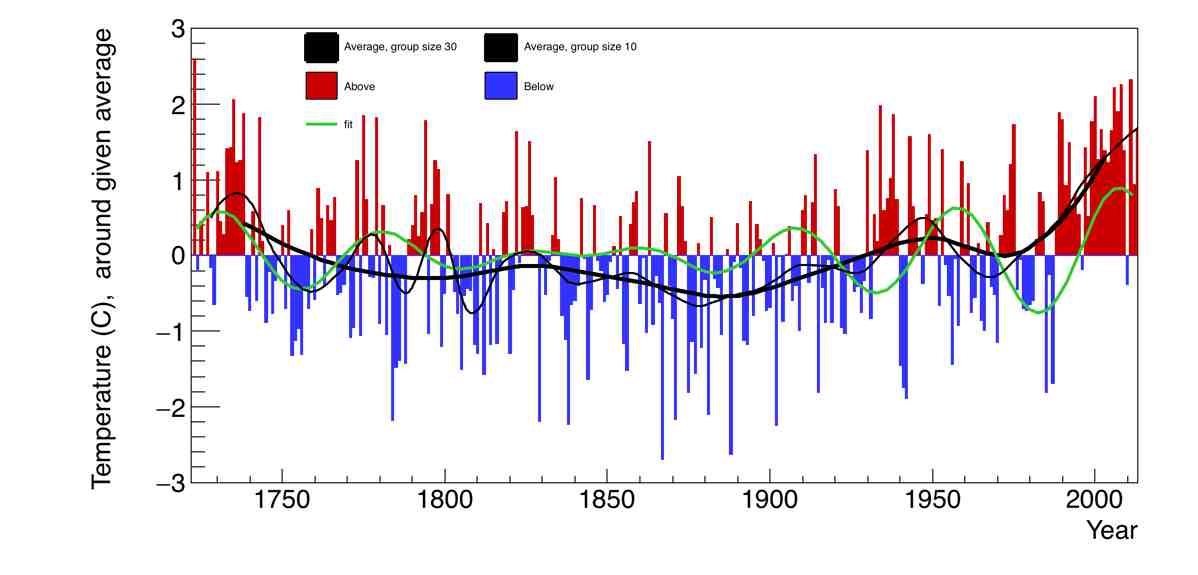 Temperature (C), around given average
3
2
1
0
−1
−2
−3
Average, group size 30
Average, group size 10
Above
Below
fit
1750
1800
1850
1900
1950
2000
Year